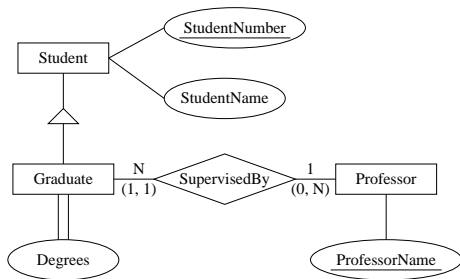 StudentNumber
Student
StudentName
N
1
Graduate
SupervisedBy
Professor
(1, 1)
(0, N)
Degrees
ProfessorName